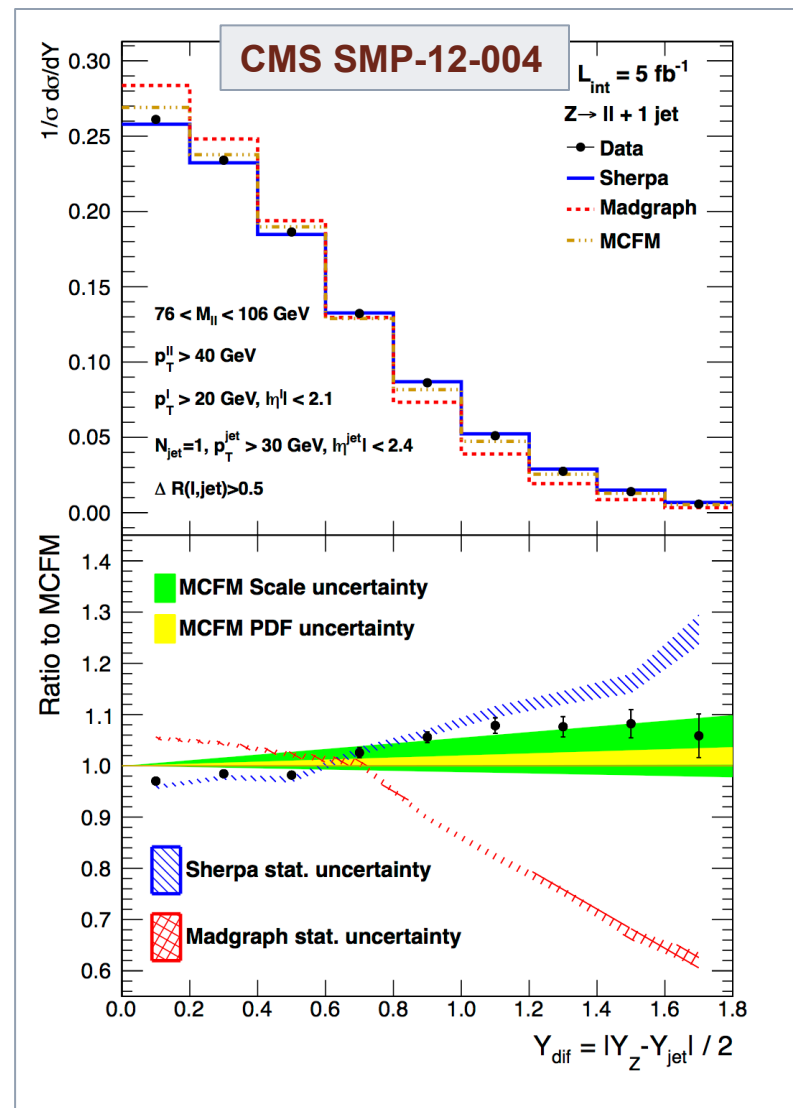 CMS SMP-12-004
0.30
0.25
0.20
0.15
0.10
0.05
0.00
1/σ dσ/dY
L_int = 5 fb⁻¹
Z→ ll + 1 jet
Data
Sherpa
Madgraph
MCFM
76 < M_ll < 106 GeV
p_T^ll > 40 GeV
p_T^l > 20 GeV, |η^l| < 2.1
N_jet=1, p_T^jet > 30 GeV, |η^jet| < 2.4
Δ R(l,jet)>0.5
1.4
1.3
1.2
1.1
1.0
0.9
0.8
0.7
0.6
Ratio to MCFM
MCFM Scale uncertainty
MCFM PDF uncertainty
Sherpa stat. uncertainty
Madgraph stat. uncertainty
0.0 0.2 0.4 0.6 0.8 1.0 1.2 1.4 1.6 1.8
Y_dif = |Y_Z-Y_jet| / 2